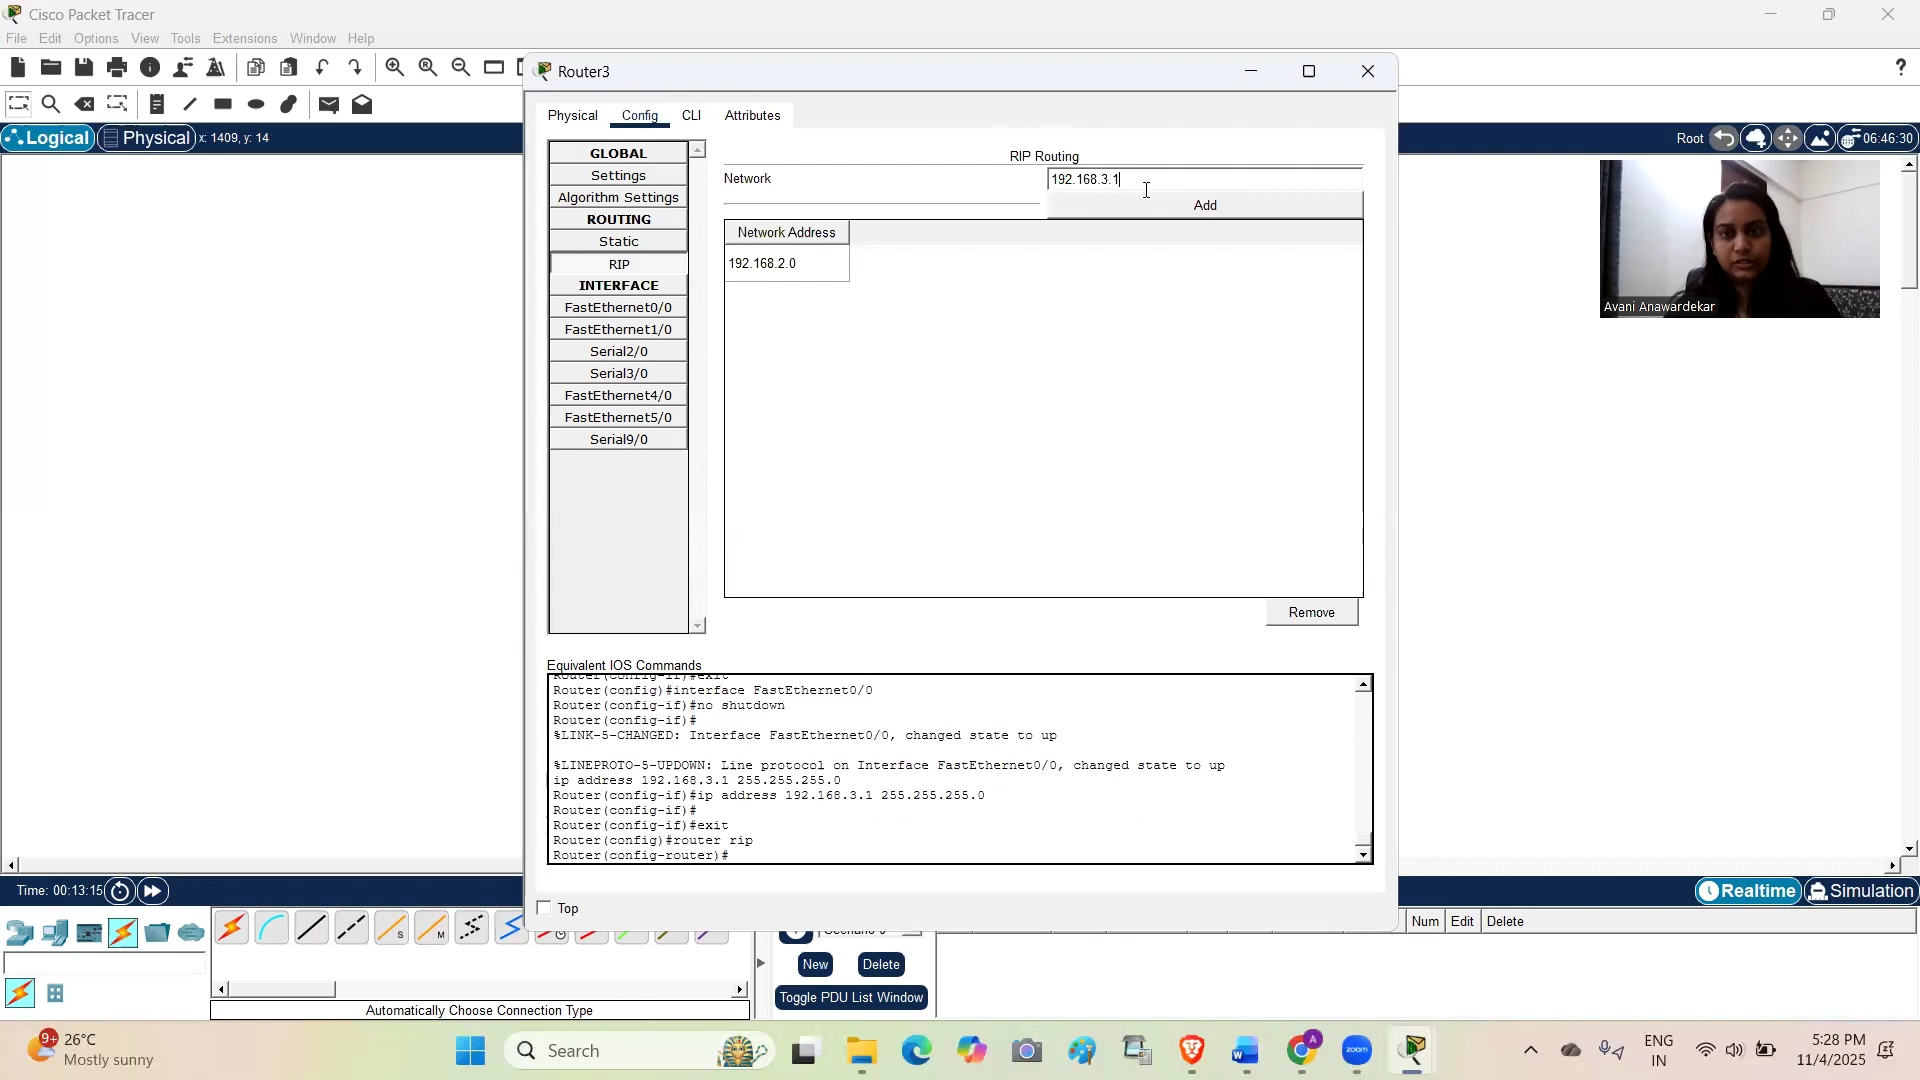 Cisco Packet Tracer
File Edit Options View Tools Extensions Window Help
Router3
Physical Config CLI Attributes
Logical Physical x: 1409, y: 14
Root 06:46:30
GLOBAL
Settings
Algorithm Settings
ROUTING
Static
RIP
INTERFACE
FastEthernet0/0
FastEthernet1/0
Serial2/0
Serial3/0
FastEthernet4/0
FastEthernet5/0
Serial9/0
RIP Routing
Network 192.168.3.1
Add
Network Address
192.168.2.0
Remove
Avani Anawardekar
Equivalent IOS Commands
Router(config-if)#exit
Router(config)#interface FastEthernet0/0
Router(config-if)#no shutdown
Router(config-if)#
%LINK-5-CHANGED: Interface FastEthernet0/0, changed state to up
%LINEPROTO-5-UPDOWN: Line protocol on Interface FastEthernet0/0, changed state to up
ip address 192.168.3.1 255.255.255.0
Router(config-if)#ip address 192.168.3.1 255.255.255.0
Router(config-if)#
Router(config-if)#exit
Router(config)#router rip
Router(config-router)#
Top
Time: 00:13:15
Realtime Simulation
Num Edit Delete
New Delete
Toggle PDU List Window
Automatically Choose Connection Type
9+ 26°C
Mostly sunny
Search
zoom
ENG
IN
5:28 PM
11/4/2025